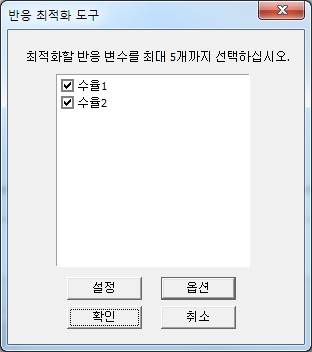 반응 최적화 도구
최적화할 반응 변수를 최대 5개까지 선택하십시오.
수율1
수율2
설정
옵션
확인
취소